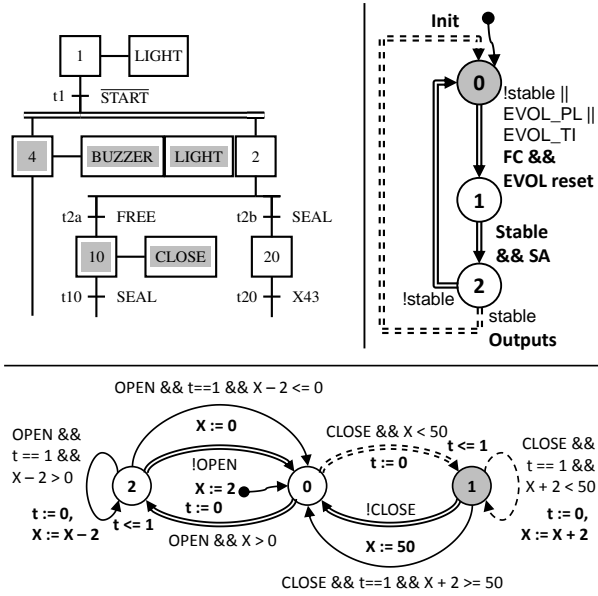 1
LIGHT
t1
START
4
BUZZER
LIGHT
2
t2a
FREE
t2b
SEAL
10
CLOSE
20
t10
SEAL
t20
X43
Init
0
!stable ||
EVOL_PL ||
EVOL_TI
FC &&
EVOL reset
1
Stable
&& SA
2
!stable
stable
Outputs
OPEN && t==1 && X – 2 <= 0
X := 0
OPEN &&
t == 1 &&
X – 2 > 0
t := 0,
X := X – 2
2
t <= 1
!OPEN
X := 2
t := 0
0
OPEN && X > 0
CLOSE && X < 50
t := 0
t <= 1
1
!CLOSE
X := 50
CLOSE && t==1 && X + 2 >= 50
CLOSE &&
t == 1 &&
X + 2 < 50
t := 0,
X := X + 2